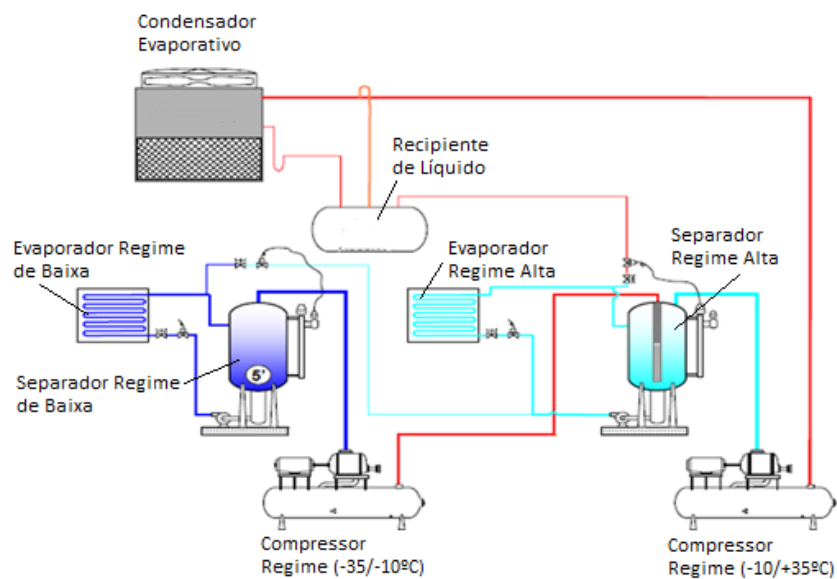 Condensador
Evaporativo
Recipiente
de Líquido
Evaporador Regime
de Baixa
Evaporador
Regime Alta
Separador
Regime Alta
Separador Regime
de Baixa
5'
Compressor
Regime (-35/-10ºC)
Compressor
Regime (-10/+35ºC)